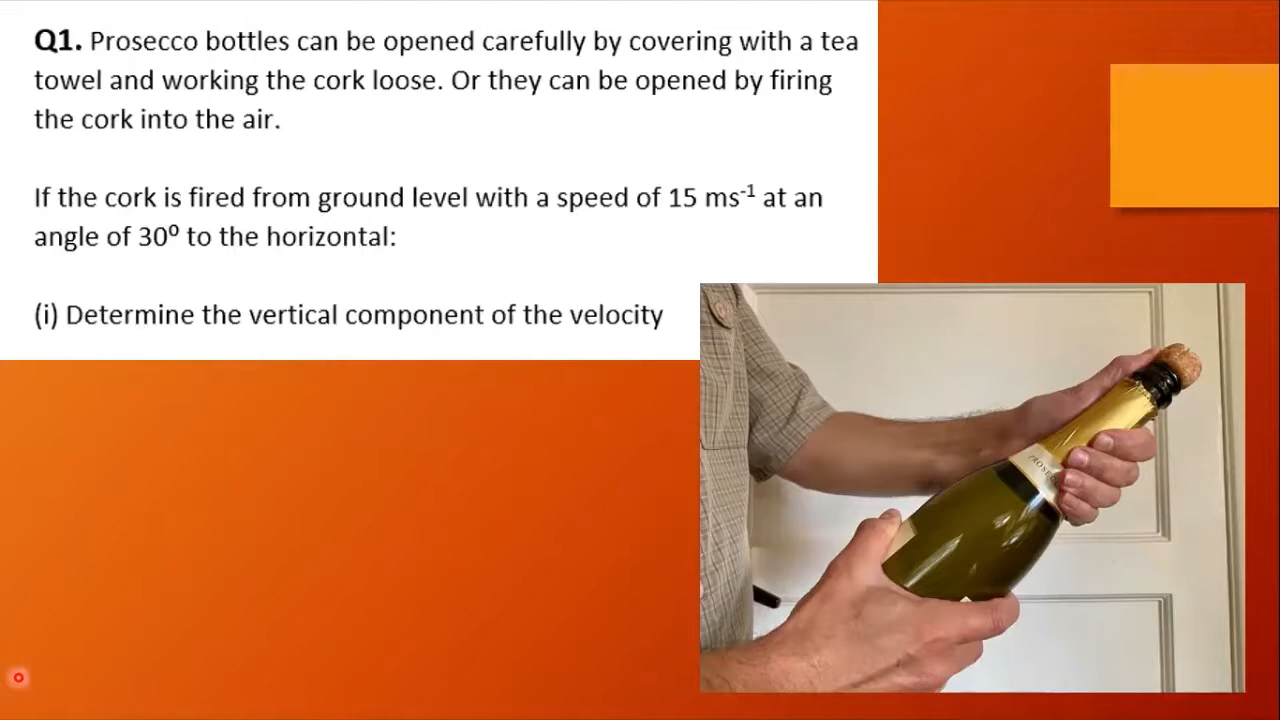 Q1. Prosecco bottles can be opened carefully by covering with a tea
towel and working the cork loose. Or they can be opened by firing
the cork into the air.
If the cork is fired from ground level with a speed of 15 ms⁻¹ at an
angle of 30⁰ to the horizontal:
(i) Determine the vertical component of the velocity